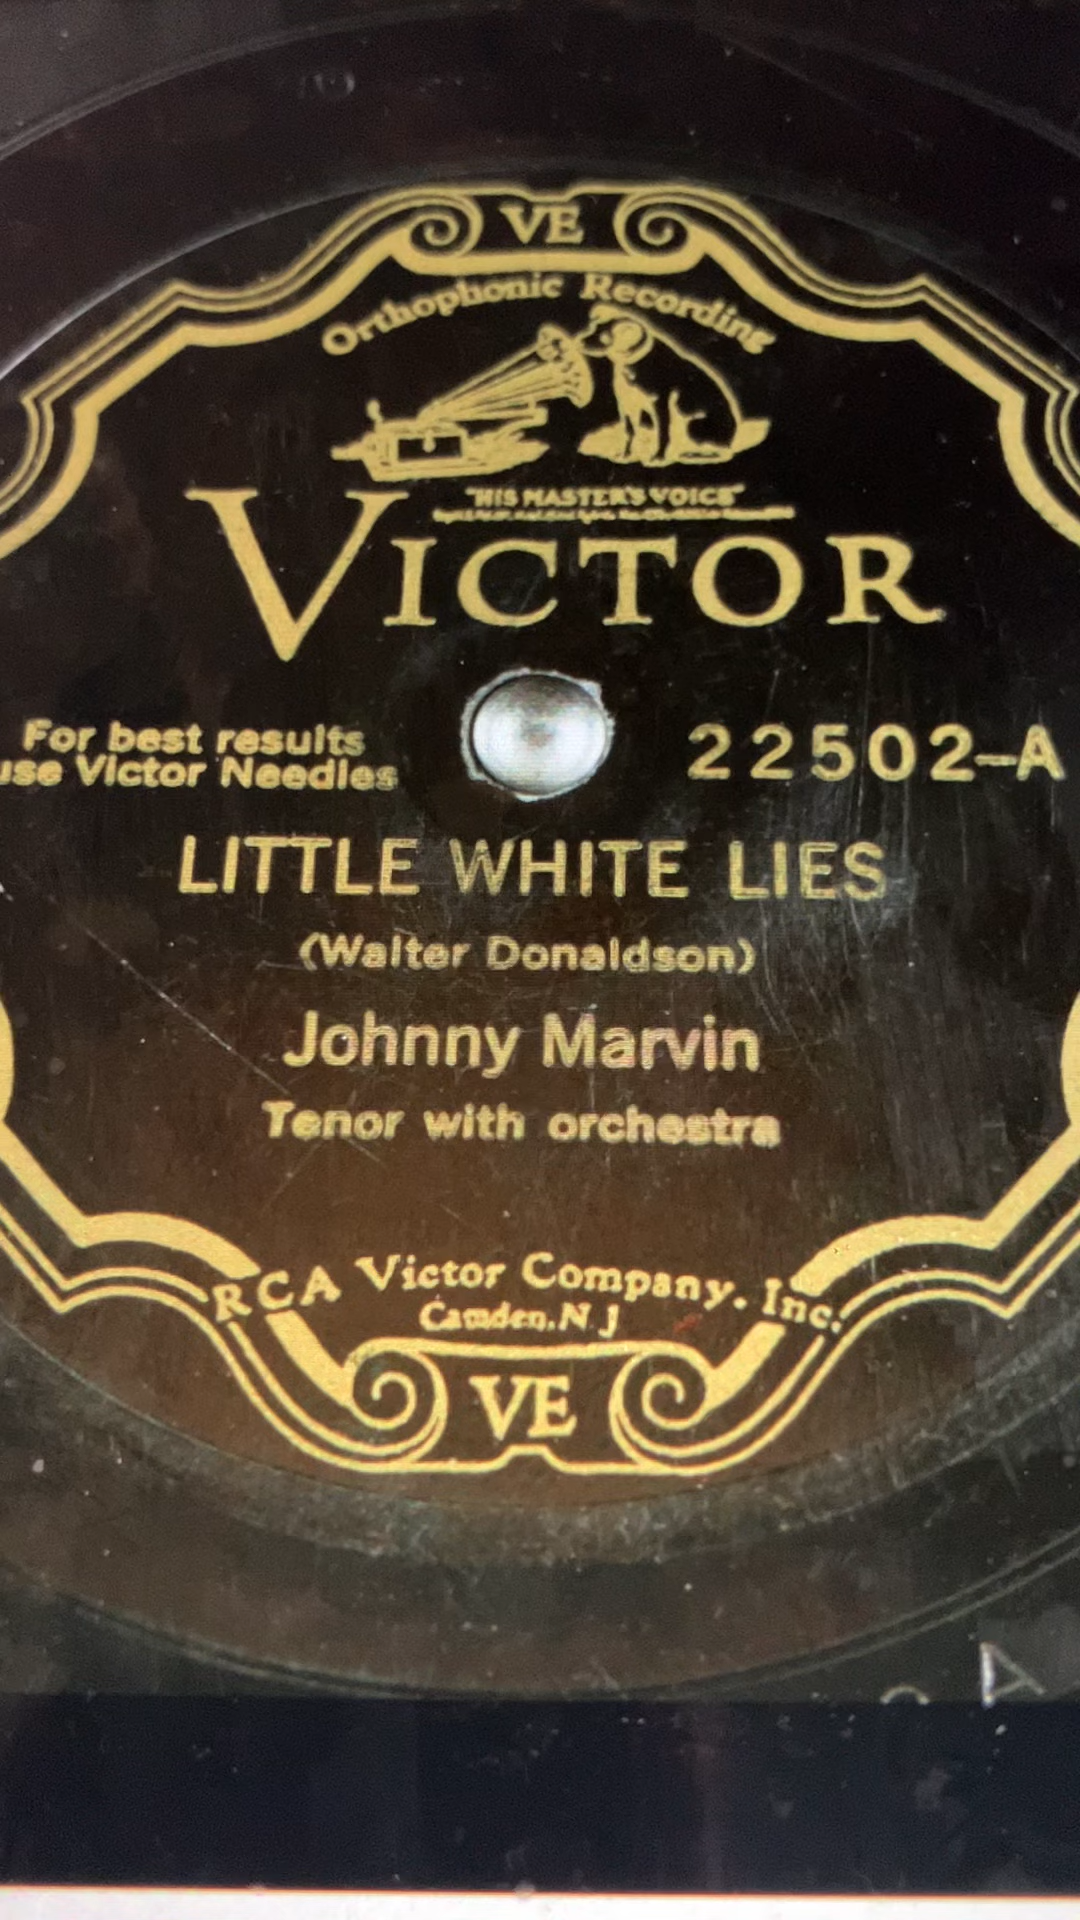 VE
Orthophonic Recording
"HIS MASTER'S VOICE"
VICTOR
For best results
use Victor Needles
22502-A
LITTLE WHITE LIES
(Walter Donaldson)
Johnny Marvin
Tenor with orchestra
RCA Victor Company, Inc.
Camden, N.J
VE
A